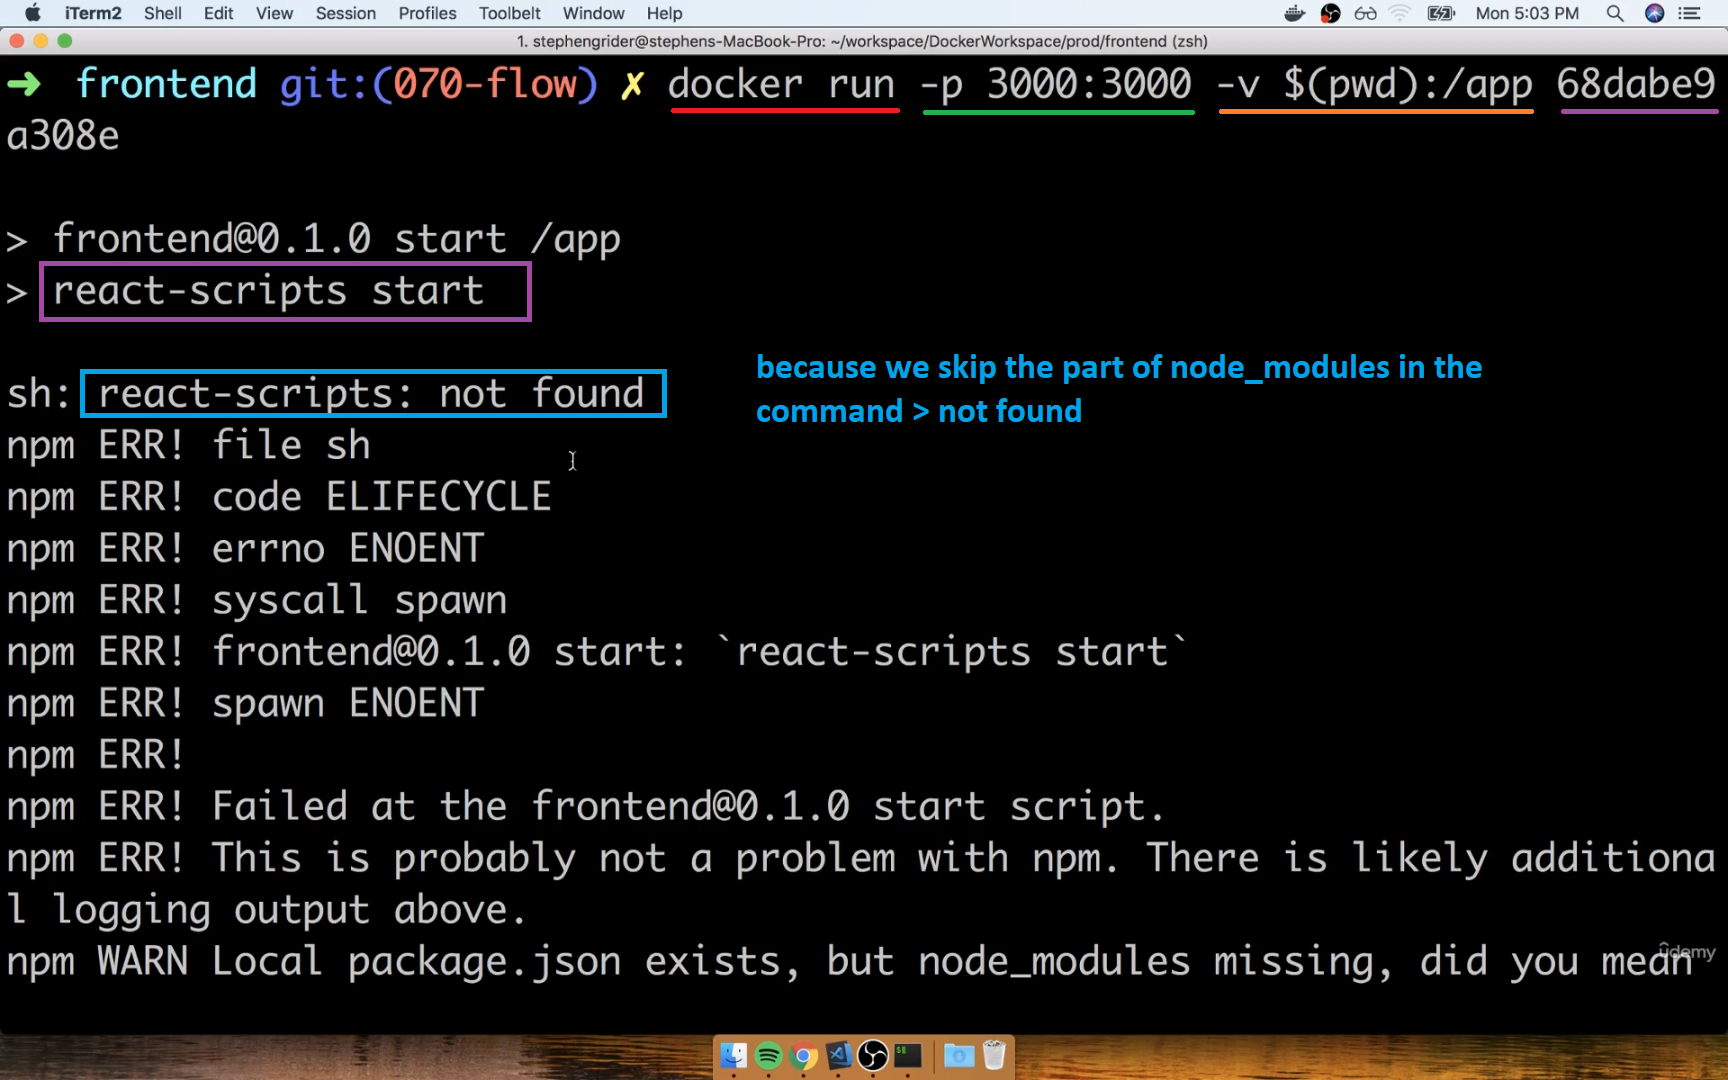 iTerm2 Shell Edit View Session Profiles Toolbelt Window Help Mon 5:03 PM
1. stephengrider@stephens-MacBook-Pro: ~/workspace/DockerWorkspace/prod/frontend (zsh)
➜ frontend git:(070-flow) ✗ docker run -p 3000:3000 -v $(pwd):/app 68dabe9
a308e
> frontend@0.1.0 start /app
> react-scripts start
because we skip the part of node_modules in the
command > not found
sh: react-scripts: not found
npm ERR! file sh
npm ERR! code ELIFECYCLE
npm ERR! errno ENOENT
npm ERR! syscall spawn
npm ERR! frontend@0.1.0 start: `react-scripts start`
npm ERR! spawn ENOENT
npm ERR!
npm ERR! Failed at the frontend@0.1.0 start script.
npm ERR! This is probably not a problem with npm. There is likely additiona
l logging output above.
npm WARN Local package.json exists, but node_modules missing, did you mean
udemy